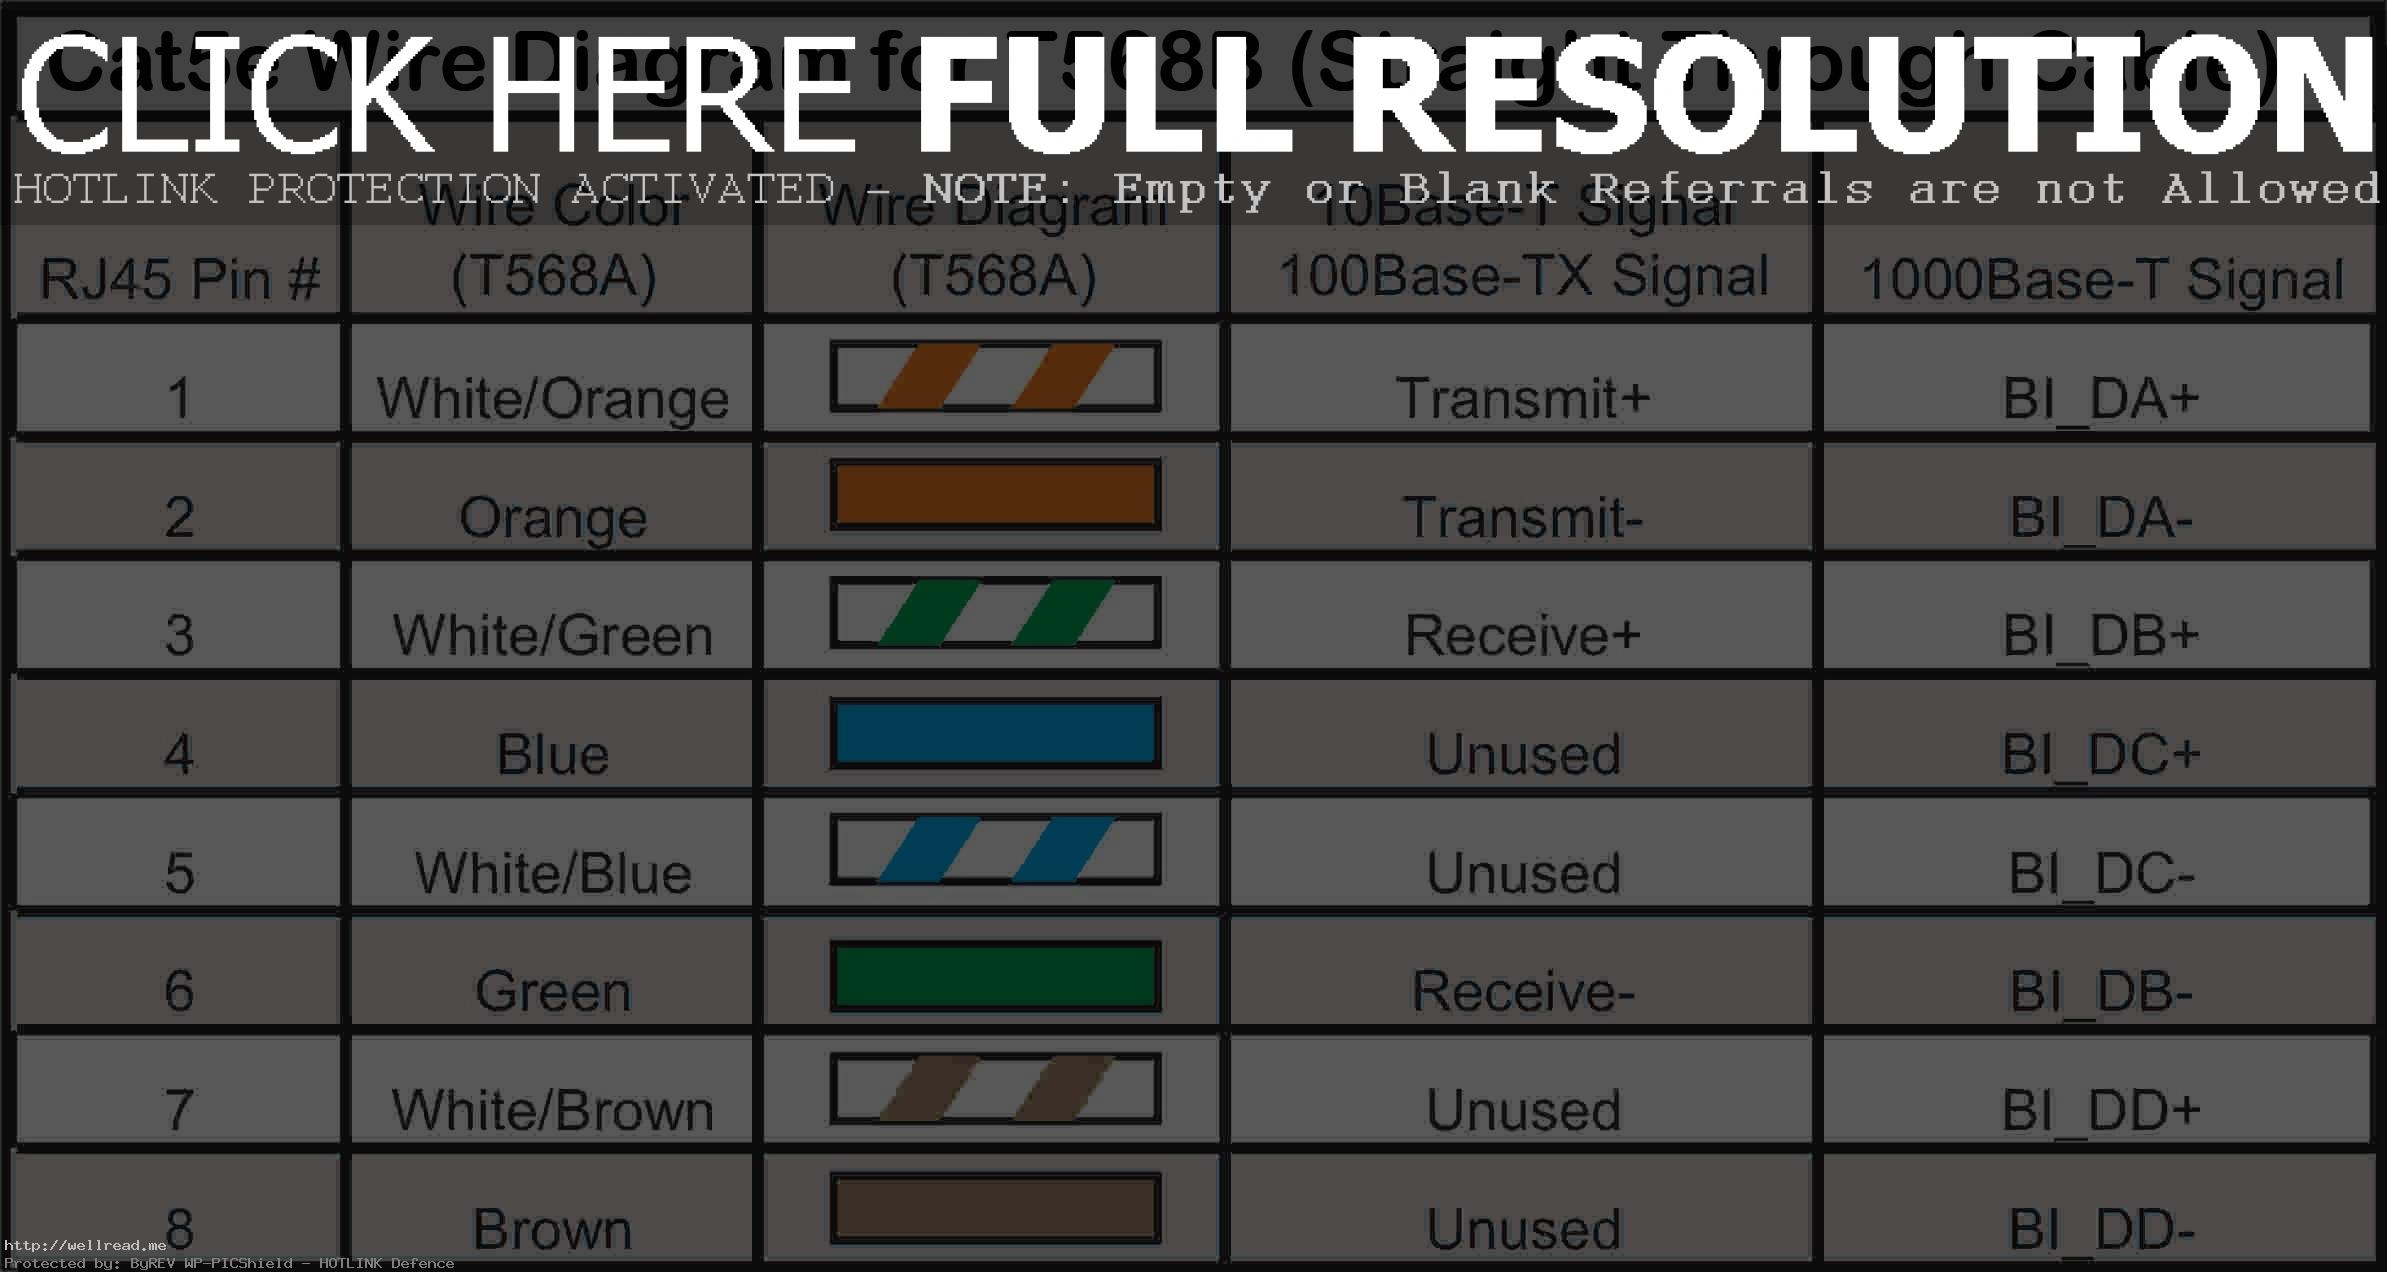 Cat5e Wire Diagram for T568B (Straight Through Cable)
CLICK HERE FULL RESOLUTION
HOTLINK PROTECTION ACTIVATED - NOTE: Empty or Blank Referrals are not Allowed
RJ45 Pin #
Wire Color
(T568A)
Wire Diagram
(T568A)
10Base-T Signal
100Base-TX Signal
1000Base-T Signal
1 White/Orange Transmit+ BI_DA+
2 Orange Transmit- BI_DA-
3 White/Green Receive+ BI_DB+
4 Blue Unused BI_DC+
5 White/Blue Unused BI_DC-
6 Green Receive- BI_DB-
7 White/Brown Unused BI_DD+
8 Brown Unused BI_DD-
http://wellread.me
Protected by: ByREV WP-PICShield - HOTLINK Defence